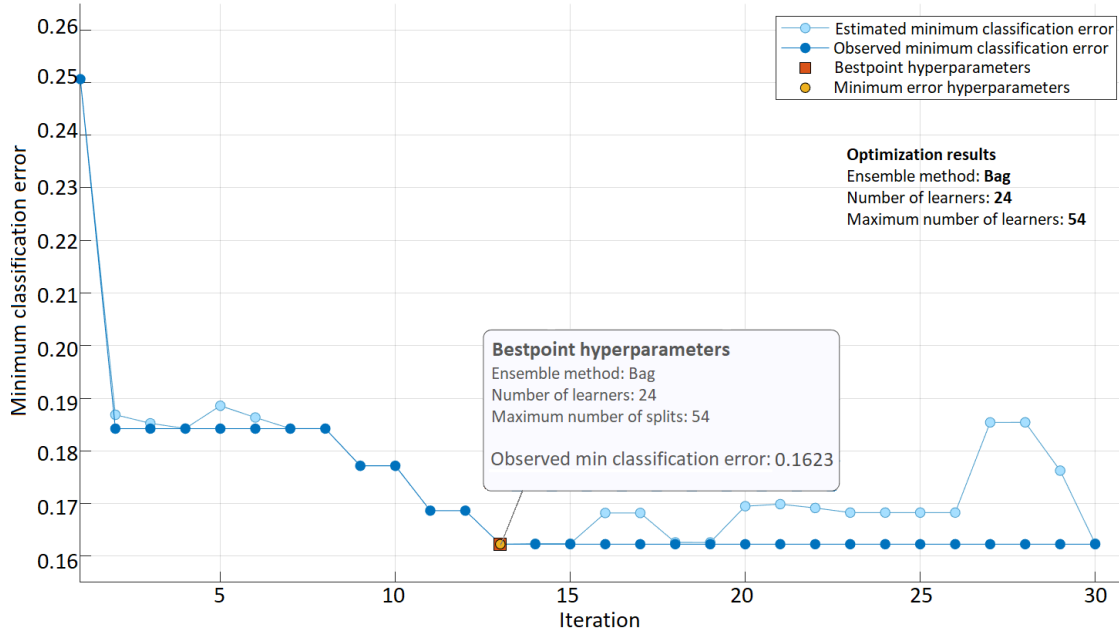 0.26
0.25
0.24
0.23
0.22
0.21
0.20
0.19
0.18
0.17
0.16
Minimum classification error
5
10
15
20
25
30
Iteration
Estimated minimum classification error
Observed minimum classification error
Bestpoint hyperparameters
Minimum error hyperparameters
Optimization results
Ensemble method: Bag
Number of learners: 24
Maximum number of learners: 54
Bestpoint hyperparameters
Ensemble method: Bag
Number of learners: 24
Maximum number of splits: 54
Observed min classification error: 0.1623